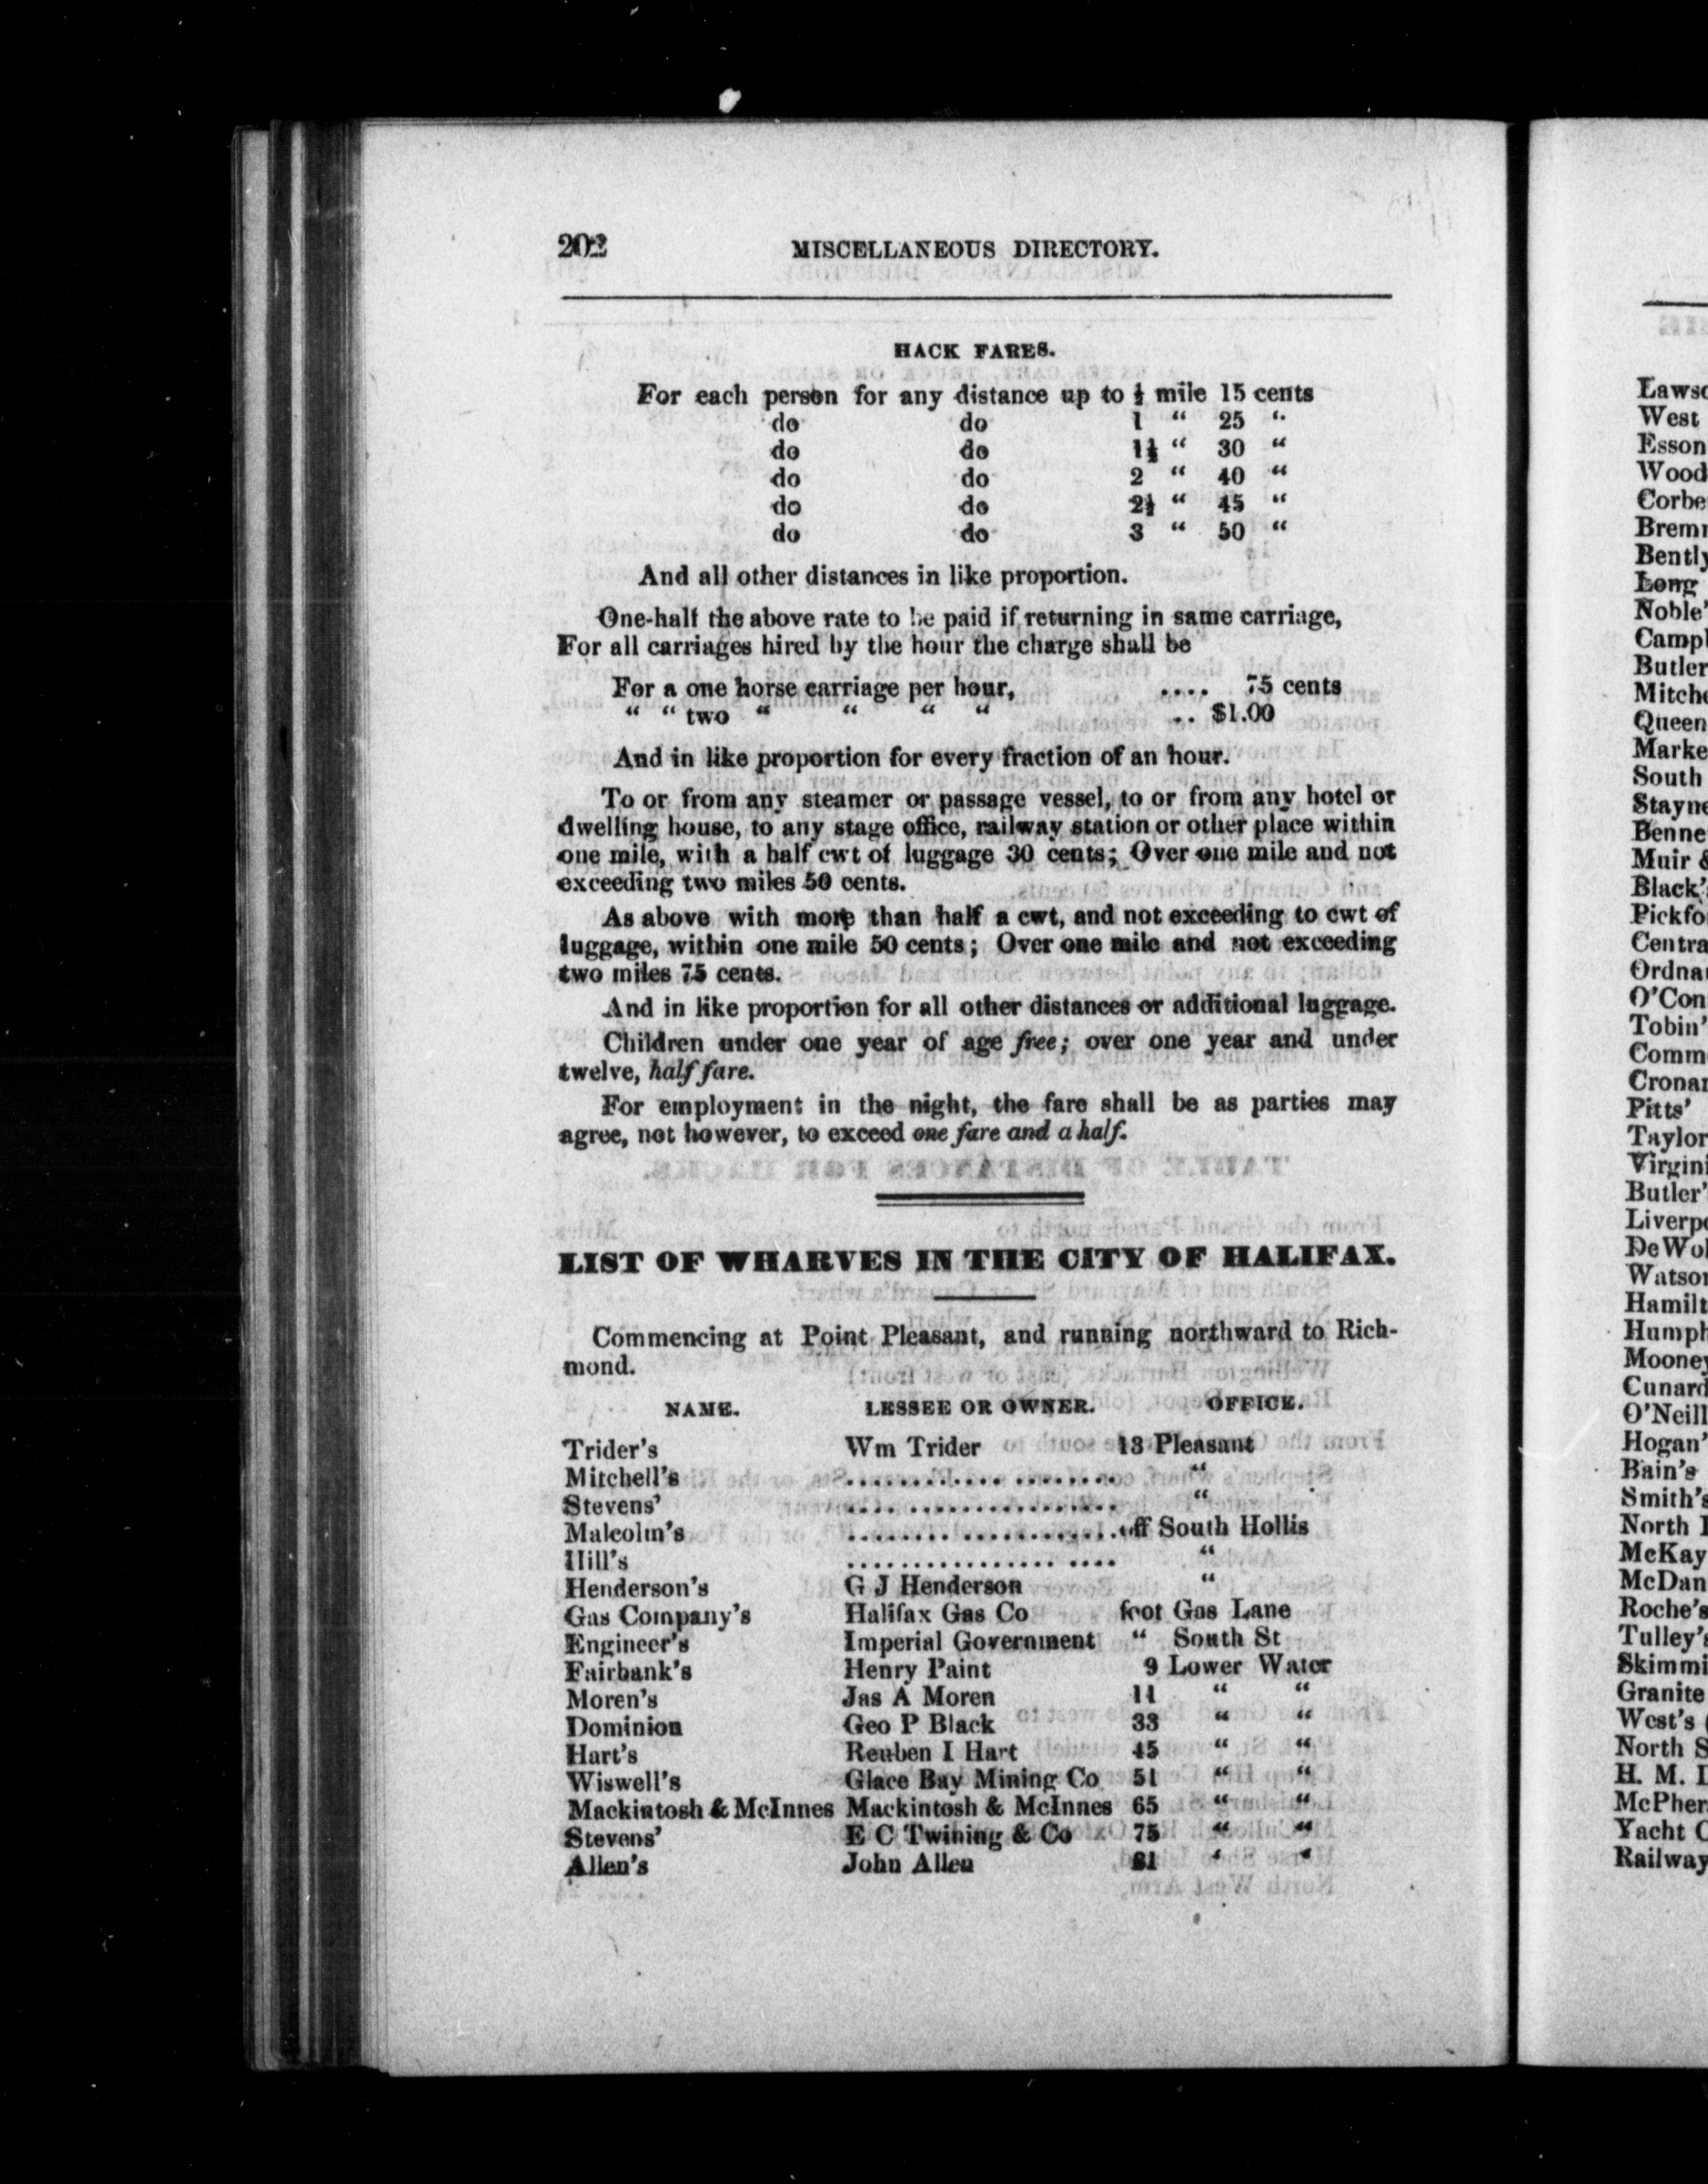 202 MISCELLANEOUS DIRECTORY.
HACK FARES.
For each person for any distance up to ½ mile 15 cents
do do 1 “ 25 “
do do 1½ “ 30 “
do do 2 “ 40 “
do do 2½ “ 45 “
do do 3 “ 50 “
And all other distances in like proportion.
One-half the above rate to be paid if returning in same carriage,
For all carriages hired by the hour the charge shall be
For a one horse carriage per hour, .... 75 cents
“ “ two “ “ “ “ .. $1.00
And in like proportion for every fraction of an hour.
To or from any steamer or passage vessel, to or from any hotel or
dwelling house, to any stage office, railway station or other place within
one mile, with a half cwt of luggage 30 cents; Over one mile and not
exceeding two miles 50 cents.
As above with more than half a cwt, and not exceeding to cwt of
luggage, within one mile 50 cents; Over one mile and not exceeding
two miles 75 cents.
And in like proportion for all other distances or additional luggage.
Children under one year of age free; over one year and under
twelve, half fare.
For employment in the night, the fare shall be as parties may
agree, not however, to exceed one fare and a half.
LIST OF WHARVES IN THE CITY OF HALIFAX.
Commencing at Point Pleasant, and running northward to Rich-
mond.
NAME. LESSEE OR OWNER. OFFICE.
Trider's Wm Trider 13 Pleasant
Mitchell's .................... “
Stevens' .................... “
Malcolm's .................... off South Hollis
Hill's .................... “
Henderson's G J Henderson “
Gas Company's Halifax Gas Co foot Gas Lane
Engineer's Imperial Government “ South St
Fairbank's Henry Paint 9 Lower Water
Moren's Jas A Moren 11 “ “
Dominion Geo P Black 33 “ “
Hart's Reuben I Hart 45 “ “
Wiswell's Glace Bay Mining Co 51 “ “
Mackintosh & McInnes Mackintosh & McInnes 65 “ “
Stevens' E C Twining & Co 75 “ “
Allen's John Allen 81 ‘ “
West
Esson
Wood
Long
Queen
South
Muir &
Pitts'
Bain's
North
McKay
Granite
West's
North S
H. M.
Railway